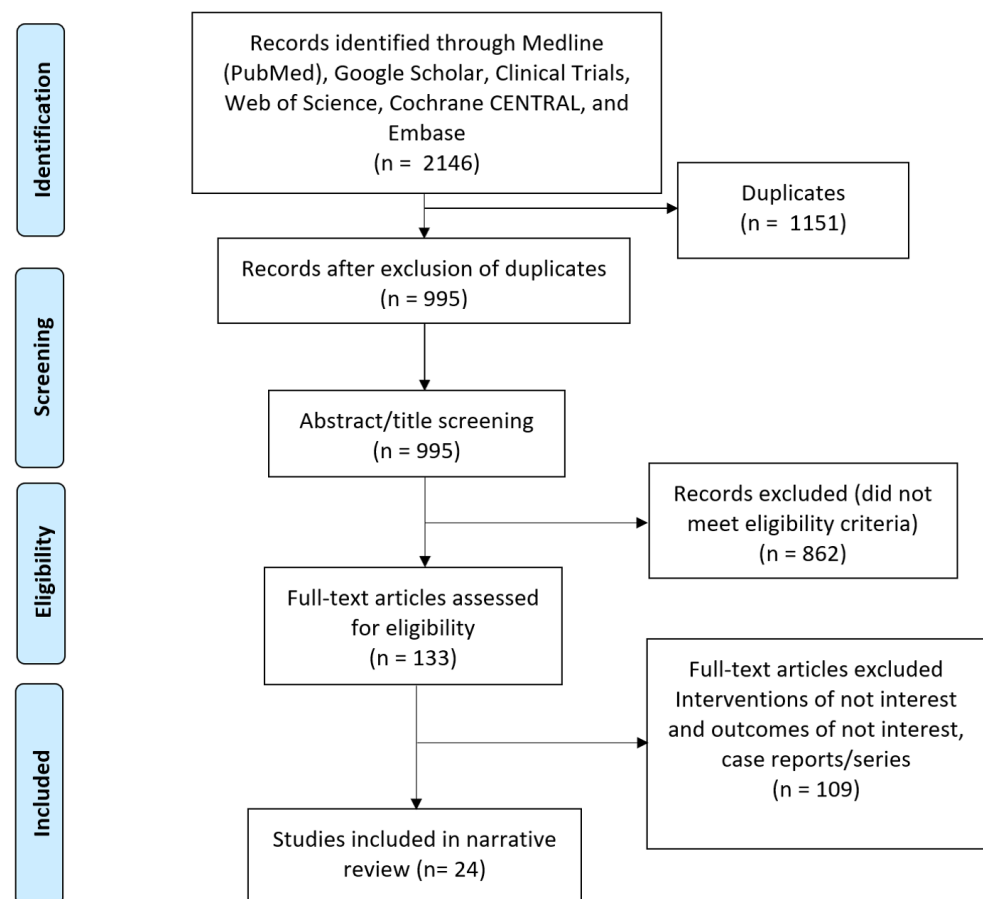 Identification
Records identified through Medline
(PubMed), Google Scholar, Clinical Trials,
Web of Science, Cochrane CENTRAL, and
Embase
(n =  2146)
Duplicates
(n =  1151)
Records after exclusion of duplicates
(n = 995)
Screening
Abstract/title screening
(n = 995)
Records excluded (did not
meet eligibility criteria)
(n = 862)
Eligibility
Full-text articles assessed
for eligibility
(n = 133)
Full-text articles excluded
Interventions of not interest
and outcomes of not interest,
case reports/series
(n = 109)
Included
Studies included in narrative
review (n= 24)